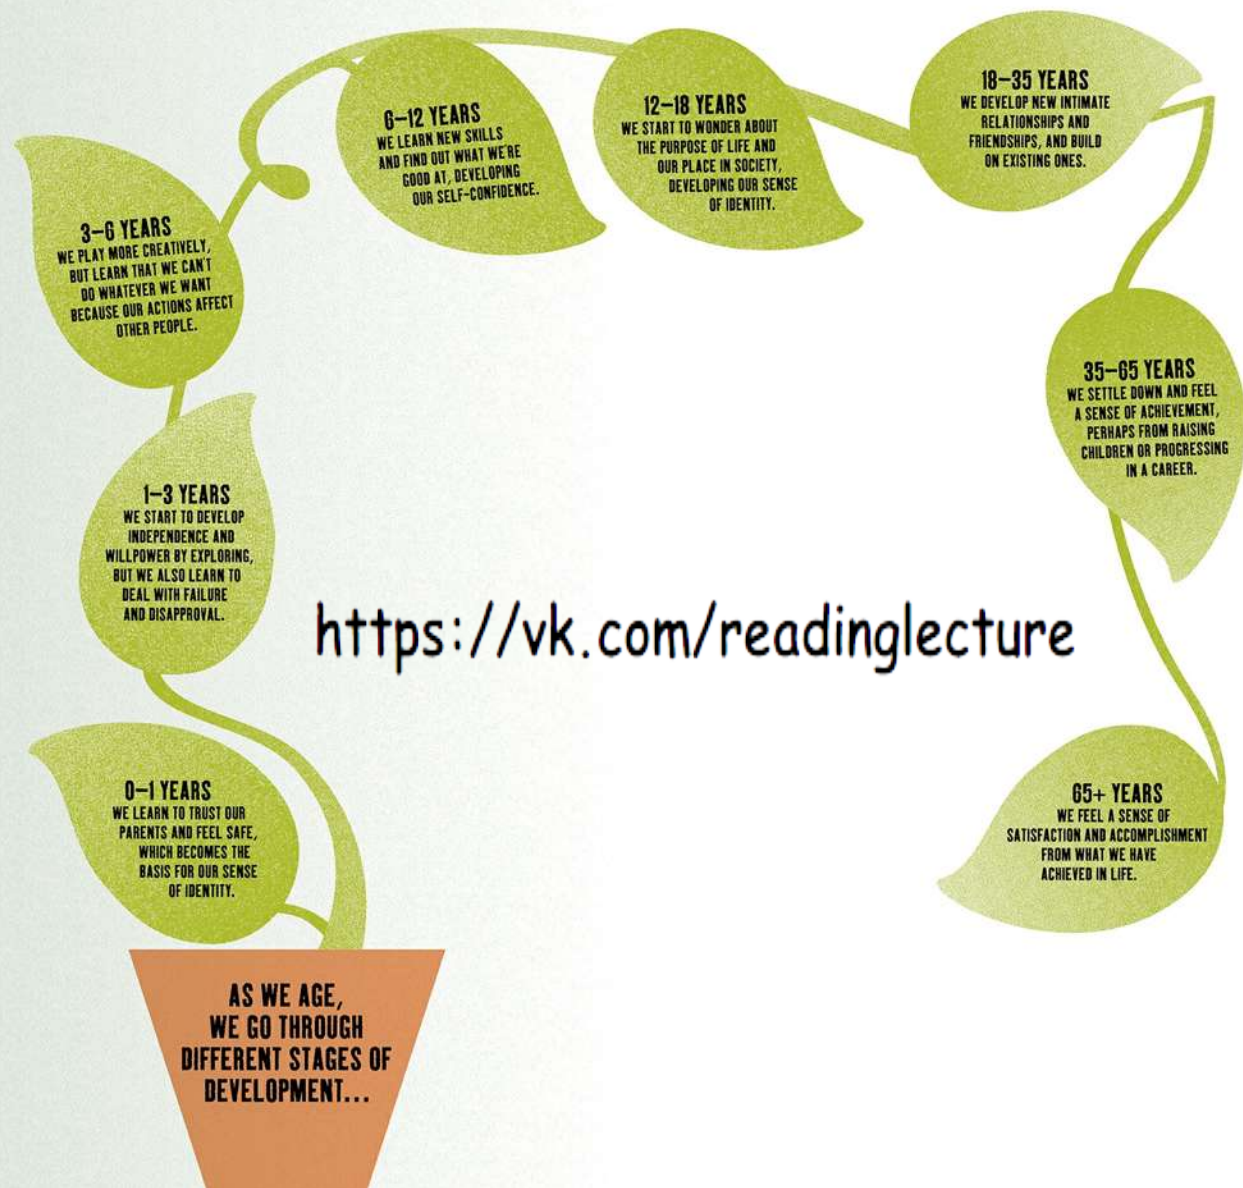 AS WE AGE,
WE GO THROUGH
DIFFERENT STAGES OF
DEVELOPMENT...
0–1 YEARS
WE LEARN TO TRUST OUR
PARENTS AND FEEL SAFE,
WHICH BECOMES THE
BASIS FOR OUR SENSE
OF IDENTITY.
1–3 YEARS
WE START TO DEVELOP
INDEPENDENCE AND
WILLPOWER BY EXPLORING,
BUT WE ALSO LEARN TO
DEAL WITH FAILURE
AND DISAPPROVAL.
3–6 YEARS
WE PLAY MORE CREATIVELY,
BUT LEARN THAT WE CAN'T
DO WHATEVER WE WANT
BECAUSE OUR ACTIONS AFFECT
OTHER PEOPLE.
6–12 YEARS
WE LEARN NEW SKILLS
AND FIND OUT WHAT WE'RE
GOOD AT, DEVELOPING
OUR SELF-CONFIDENCE.
12–18 YEARS
WE START TO WONDER ABOUT
THE PURPOSE OF LIFE AND
OUR PLACE IN SOCIETY,
DEVELOPING OUR SENSE
OF IDENTITY.
18–35 YEARS
WE DEVELOP NEW INTIMATE
RELATIONSHIPS AND
FRIENDSHIPS, AND BUILD
ON EXISTING ONES.
35–65 YEARS
WE SETTLE DOWN AND FEEL
A SENSE OF ACHIEVEMENT,
PERHAPS FROM RAISING
CHILDREN OR PROGRESSING
IN A CAREER.
65+ YEARS
WE FEEL A SENSE OF
SATISFACTION AND ACCOMPLISHMENT
FROM WHAT WE HAVE
ACHIEVED IN LIFE.
https://vk.com/readinglecture